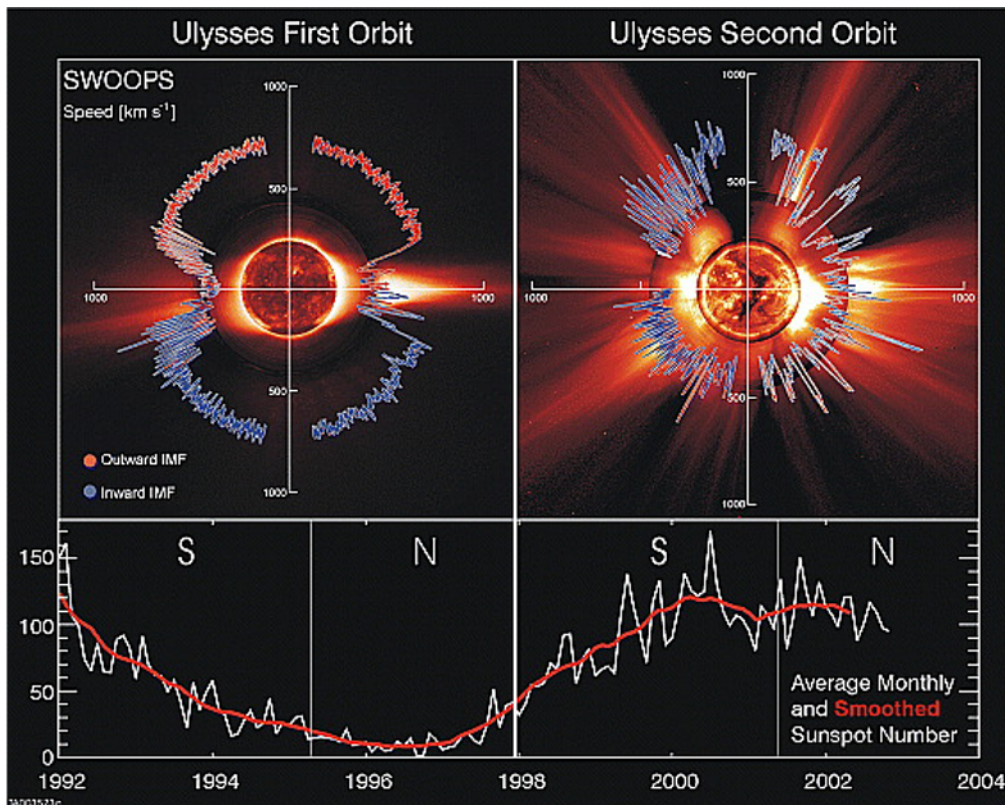 Ulysses First Orbit
Ulysses Second Orbit
SWOOPS
Speed [km s⁻¹]
1000
500
1000
1000
500
1000
Outward IMF
Inward IMF
1000
500
1000
1000
500
1000
S
N
S
N
150
100
50
0
Average Monthly
and Smoothed
Sunspot Number
1992
1994
1996
1998
2000
2002
2004